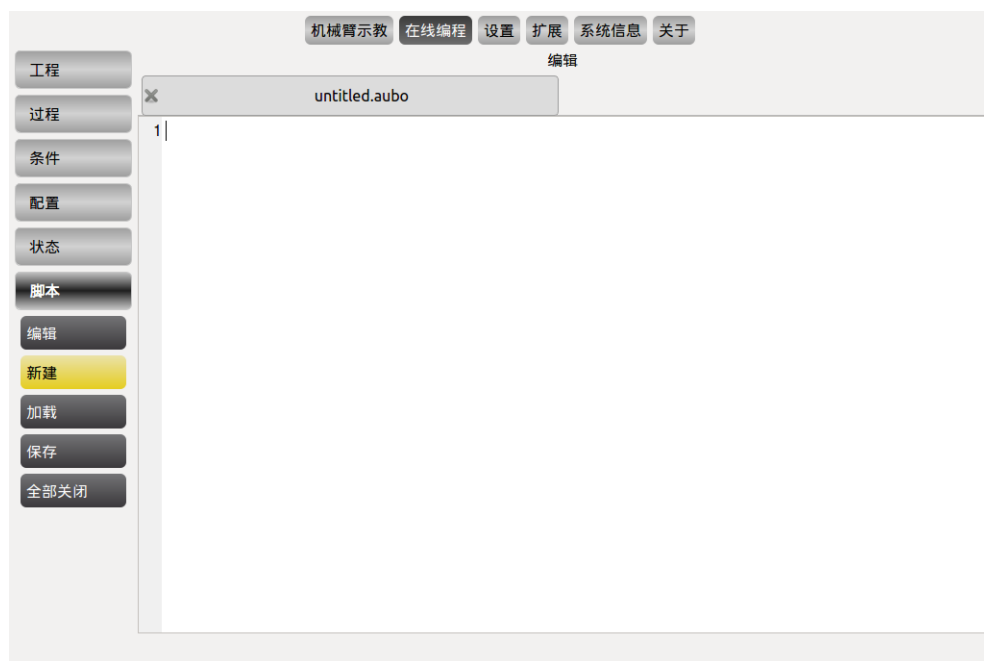 机械臂示教 在线编程 设置 扩展 系统信息 关于
编辑
工程
过程
条件
配置
状态
脚本
编辑
新建
加载
保存
全部关闭
untitled.aubo
1